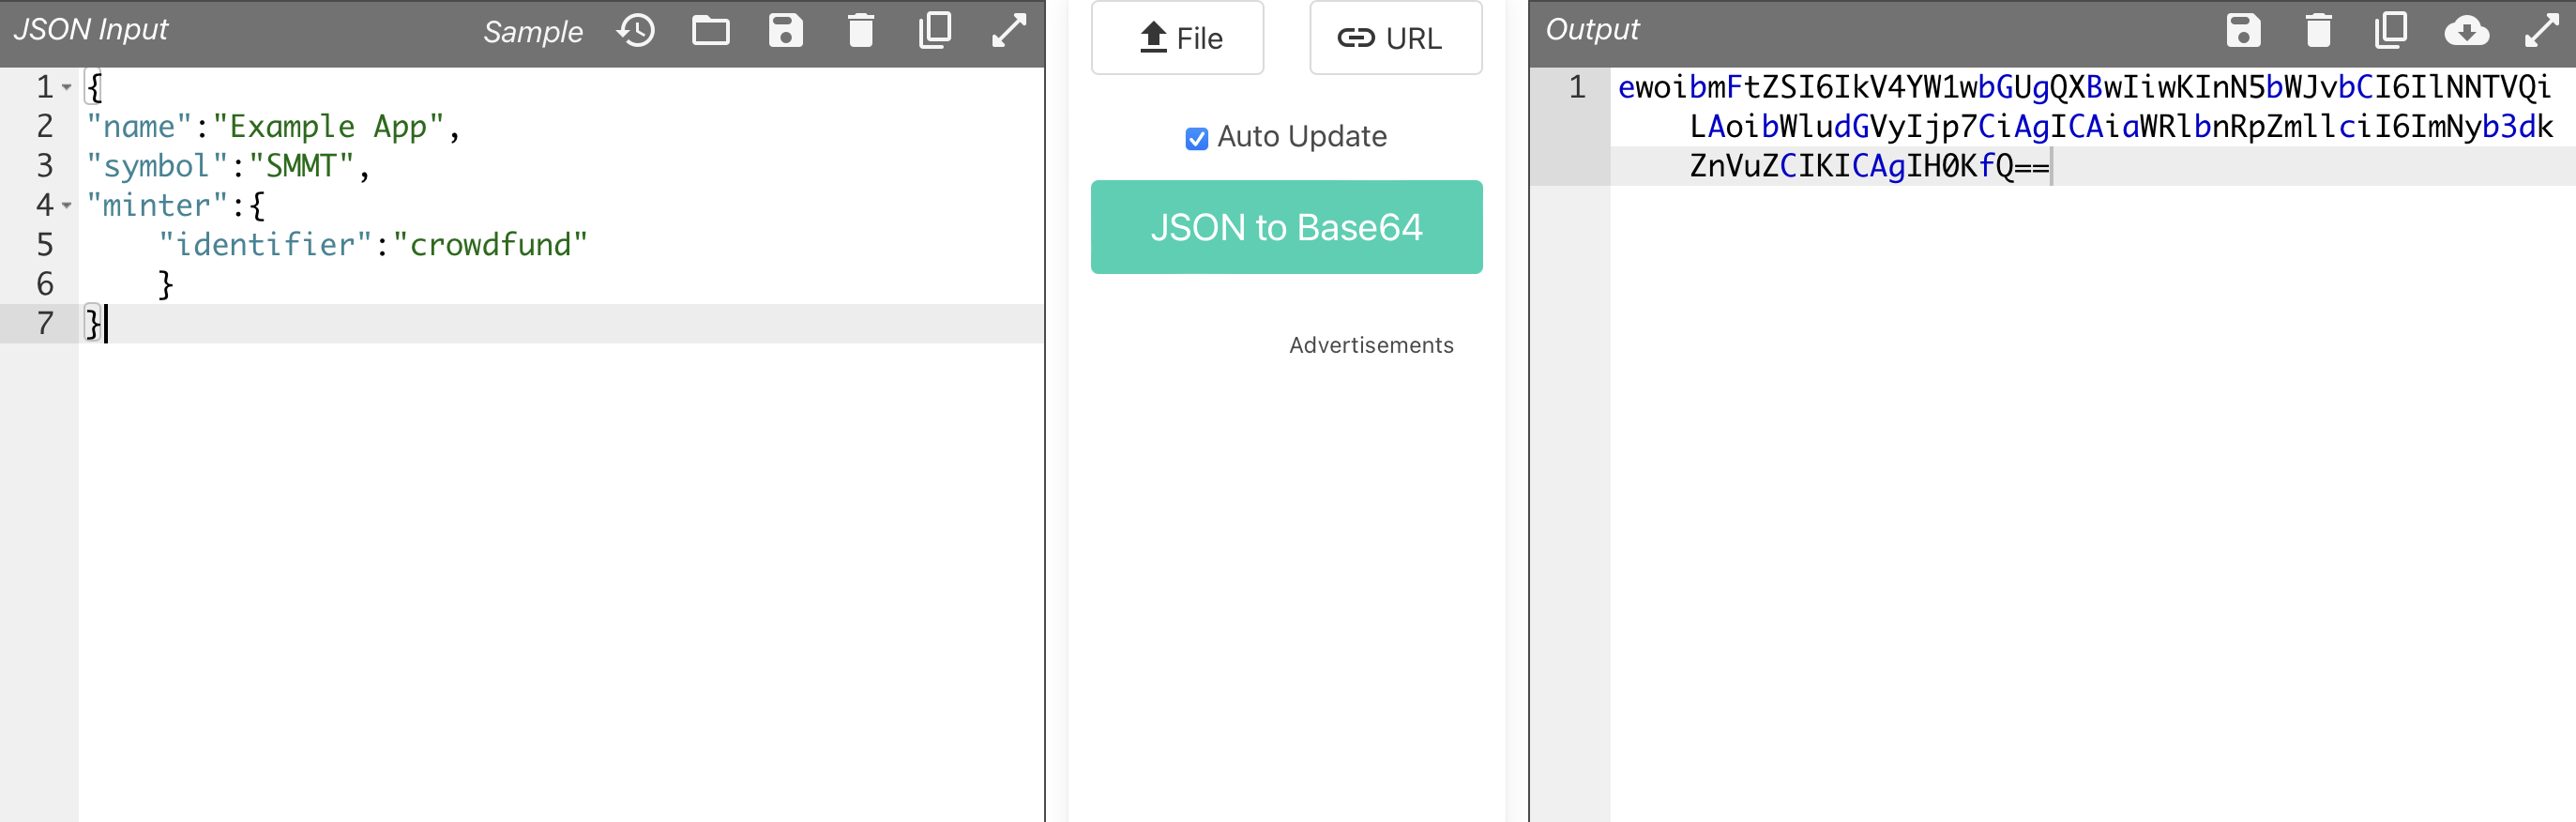 JSON Input
Sample
1 {
2 "name":"Example App",
3 "symbol":"SMMT",
4 "minter":{
5     "identifier":"crowdfund"
6     }
7 }
File
URL
Auto Update
JSON to Base64
Advertisements
Output
1 ewoibmFtZSI6IkV4YW1wbGUgQXBwIiwKInN5bWJvbCI6IlNNTVQi
LAoibWludGVyIjp7CiAgICAiaWRlbnRpZmllciI6ImNyb3dk
ZnVuZCIKICAgIH0KfQ==